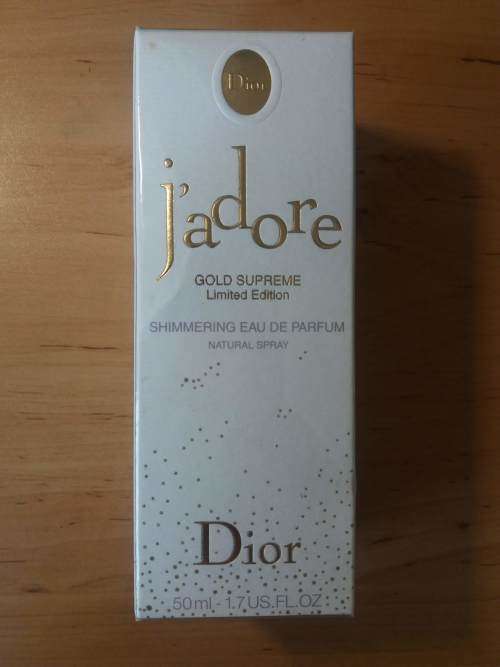 Dior
j'adore
GOLD SUPREME
Limited Edition
SHIMMERING EAU DE PARFUM
NATURAL SPRAY
Dior
50 ml - 1.7 US.FL.OZ